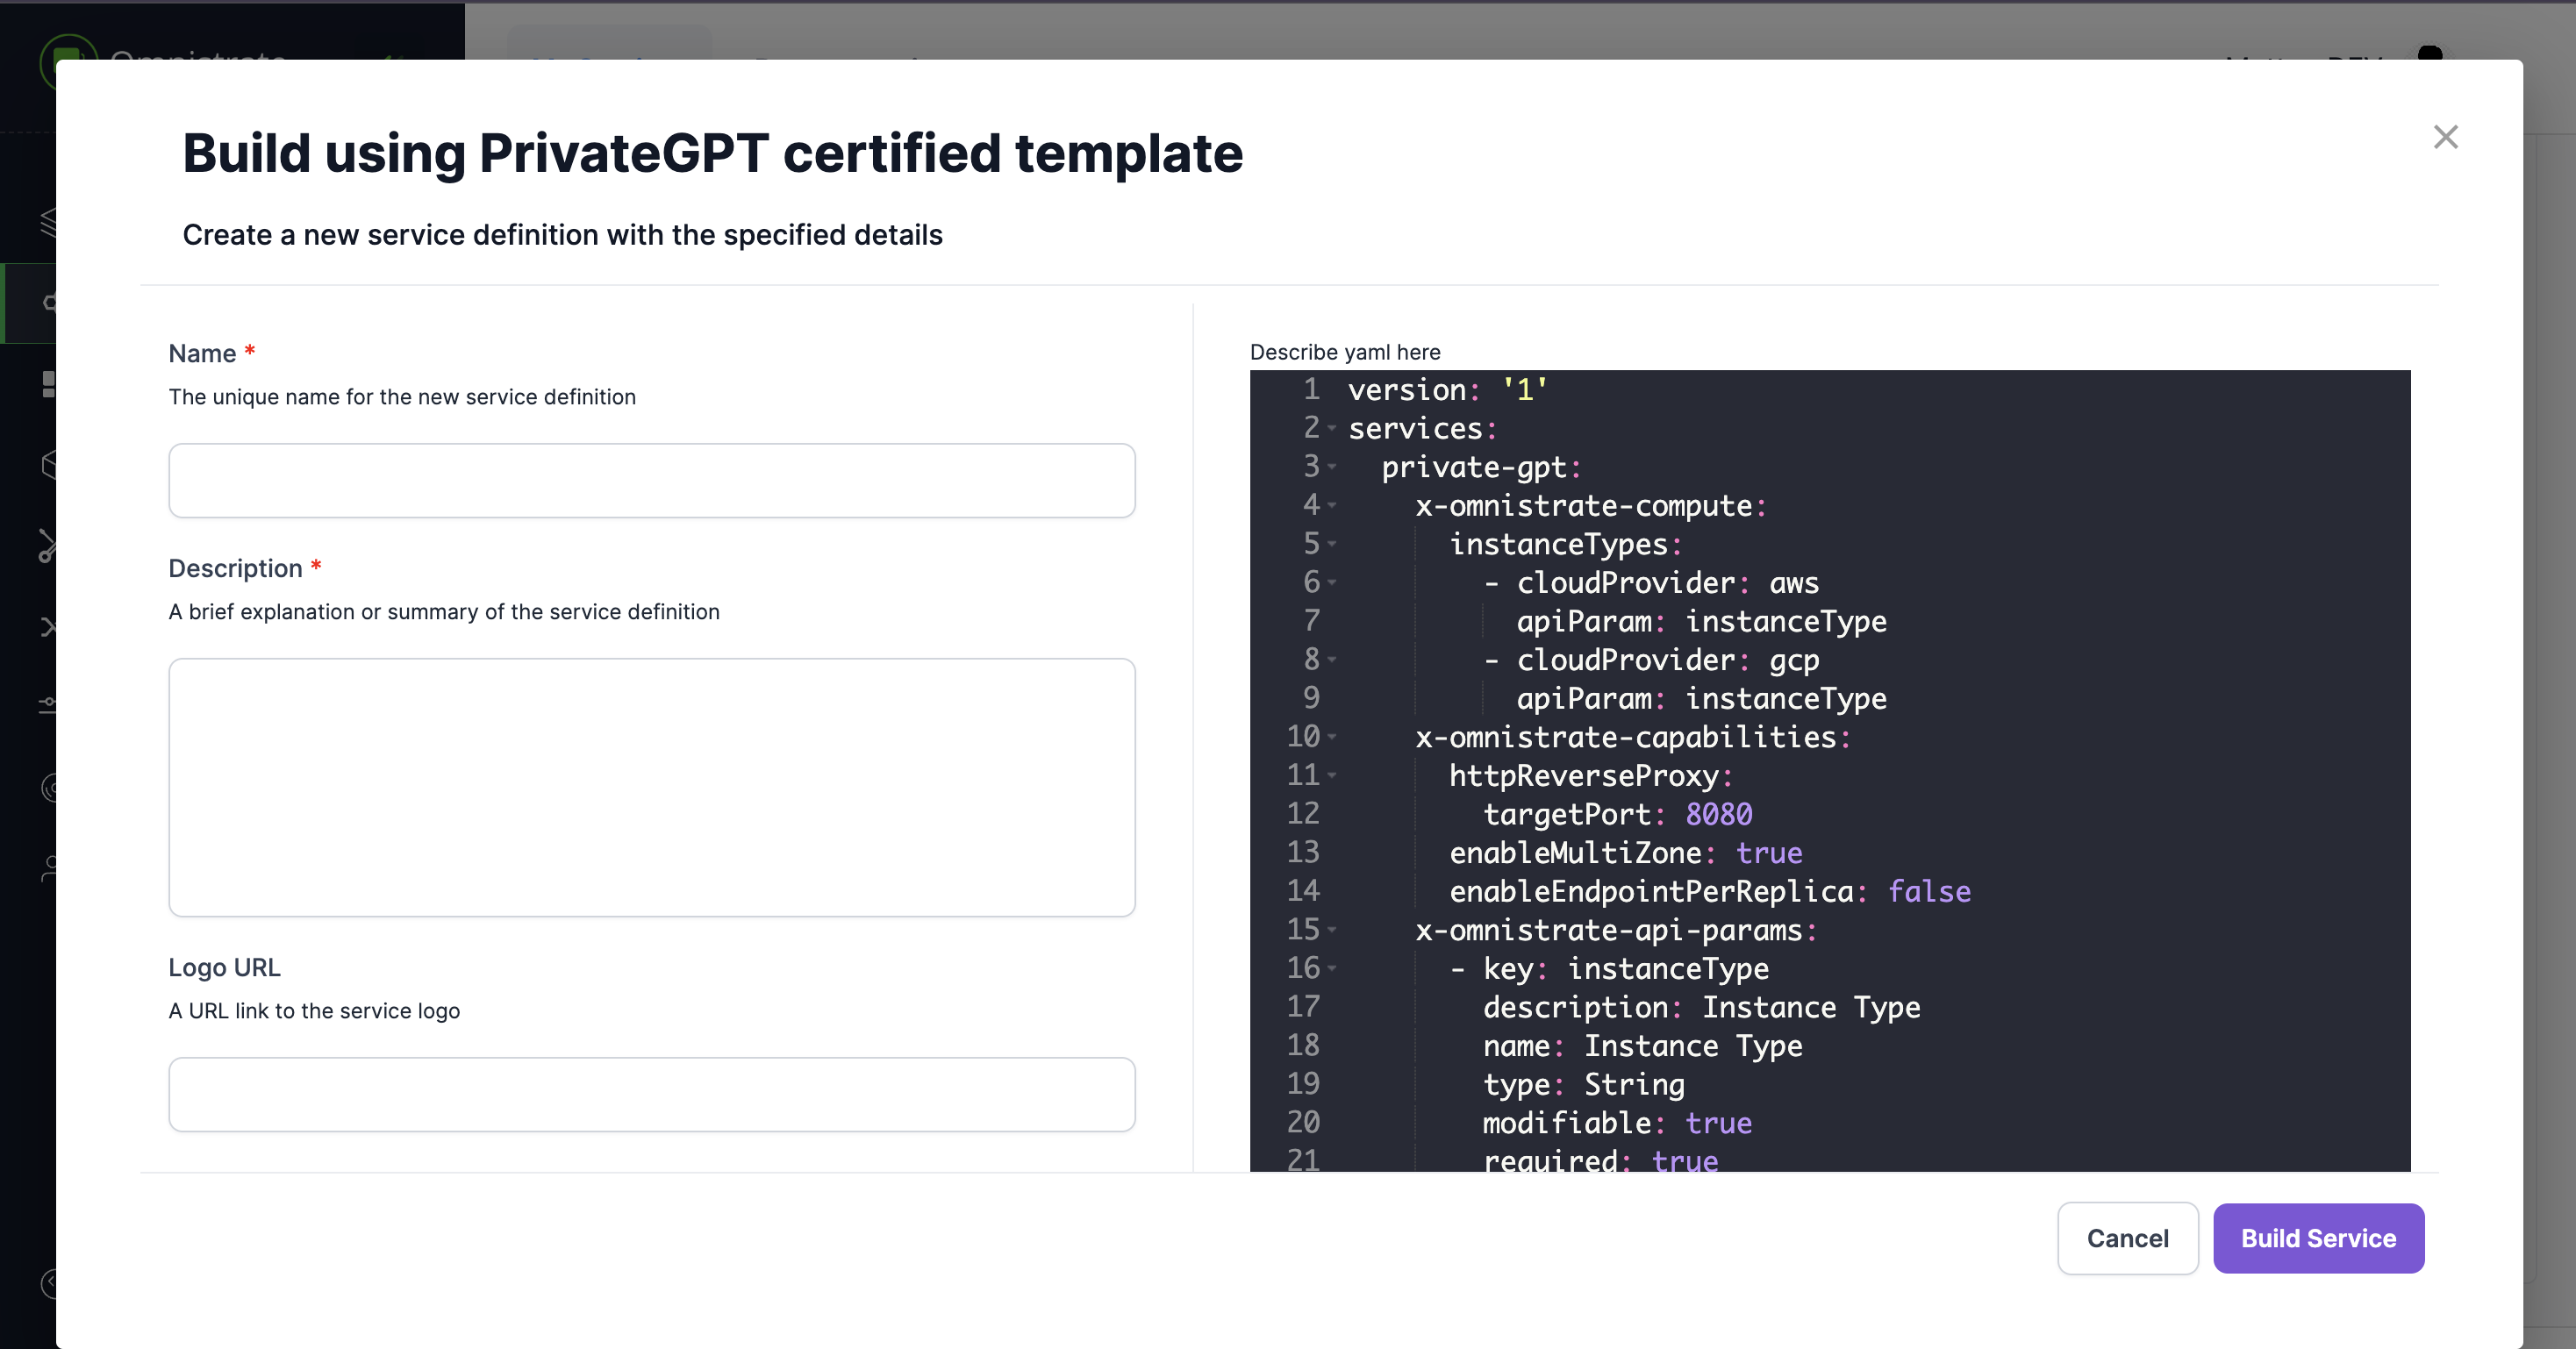 Omnistrate
Build using PrivateGPT certified template
Create a new service definition with the specified details
Name *
The unique name for the new service definition
Description *
A brief explanation or summary of the service definition
Logo URL
A URL link to the service logo
Describe yaml here
1 version: '1'
2 services:
3 private-gpt:
4 x-omnistrate-compute:
5 instanceTypes:
6 - cloudProvider: aws
7 apiParam: instanceType
8 - cloudProvider: gcp
9 apiParam: instanceType
10 x-omnistrate-capabilities:
11 httpReverseProxy:
12 targetPort: 8080
13 enableMultiZone: true
14 enableEndpointPerReplica: false
15 x-omnistrate-api-params:
16 - key: instanceType
17 description: Instance Type
18 name: Instance Type
19 type: String
20 modifiable: true
21 required: true
Cancel
Build Service